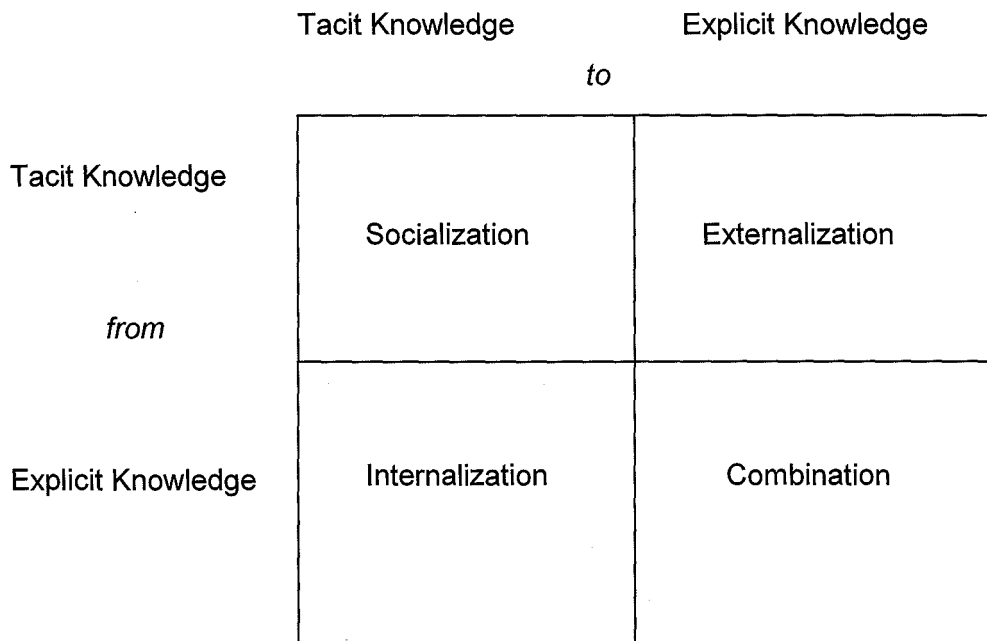 Tacit Knowledge Explicit Knowledge
to
Tacit Knowledge
Socialization Externalization
from
Explicit Knowledge Internalization Combination